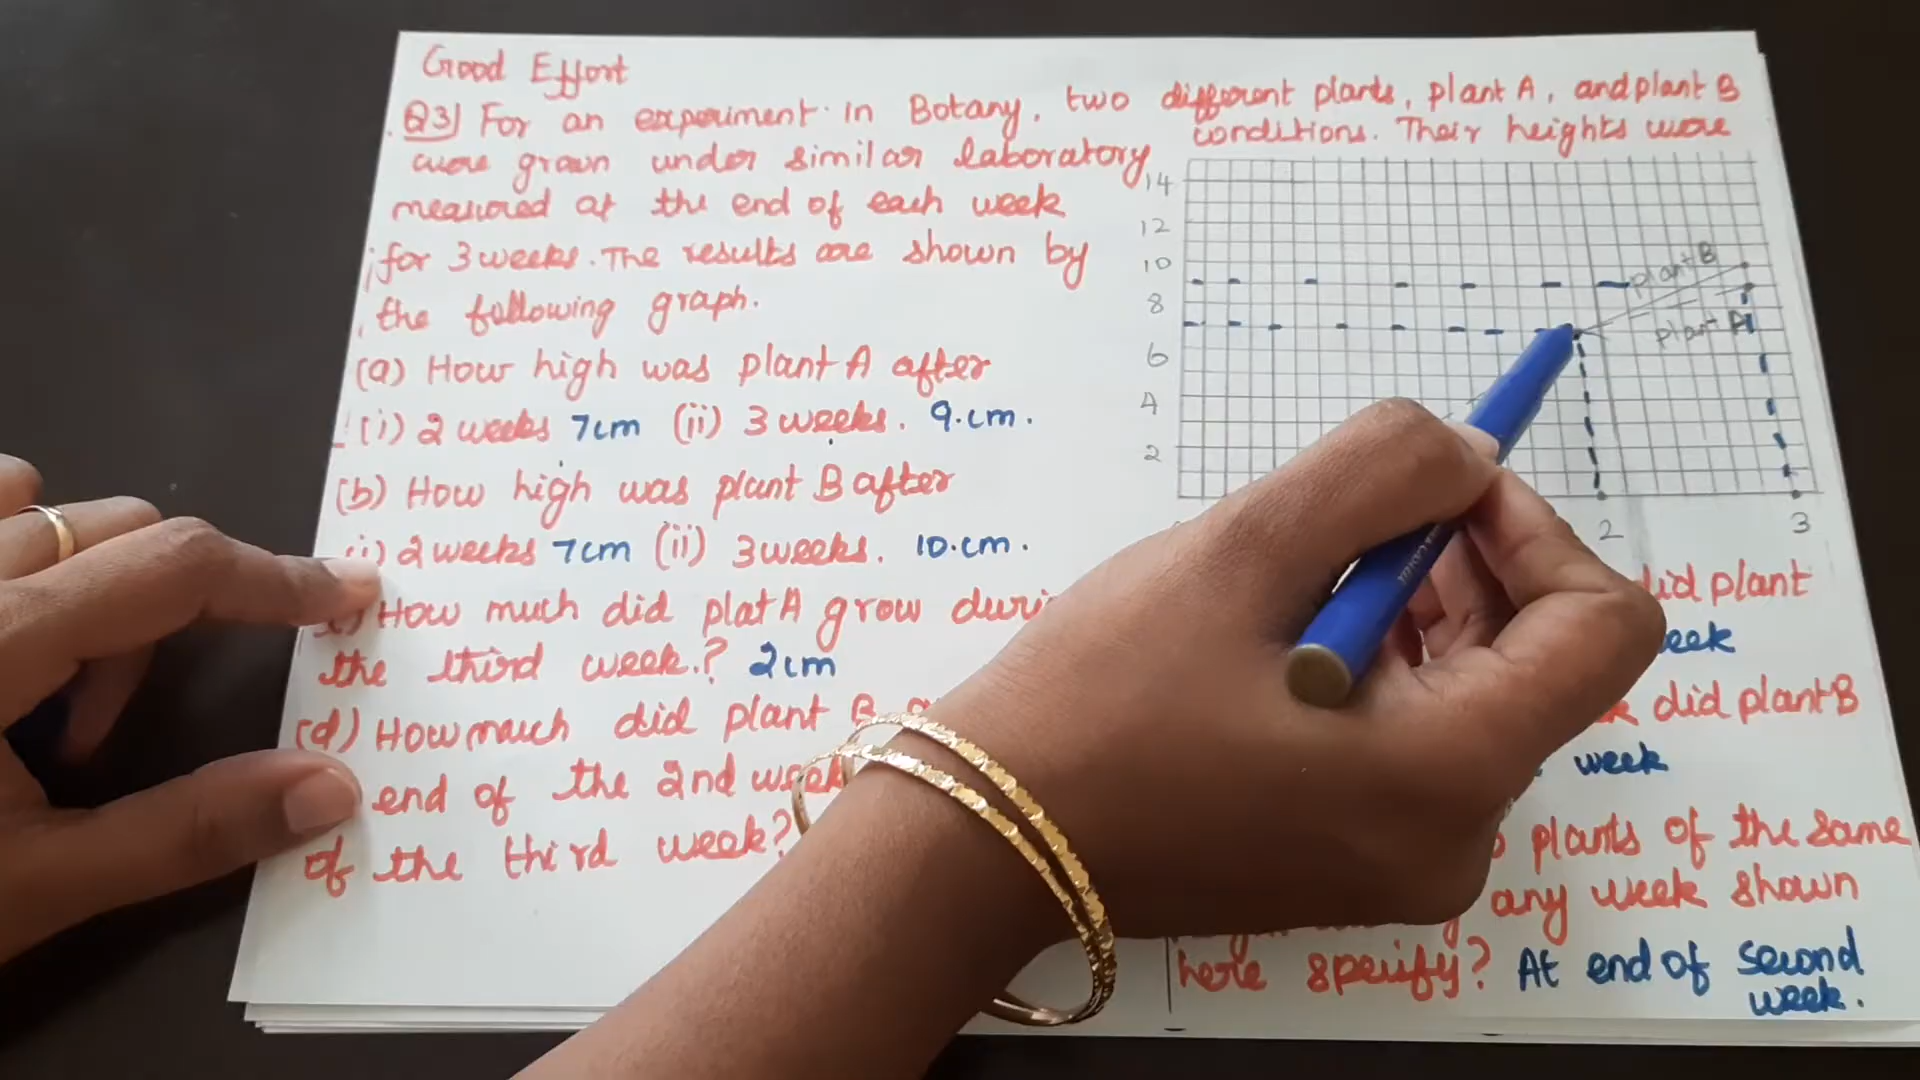 Good Effort
Q3) For an experiment in Botany, two different plants, plant A, and plant B
were grown under similar laboratory conditions. Their heights were
measured at the end of each week
for 3 weeks. The results are shown by
the following graph.
(a) How high was plant A after
(i) 2 weeks 7cm (ii) 3 weeks. 9.cm.
(b) How high was plant B after
(i) 2 weeks 7cm (ii) 3 weeks. 10.cm.
How much did plat A grow
the third week.? 2cm
(d) How much did plant B
end of the 2nd week
of the third week?
14
12
10
8
6
4
2
2
3
plant B
plant A
did plant
week
did plant B
week
plants of the same
any week shown
here specify? At end of second
week.